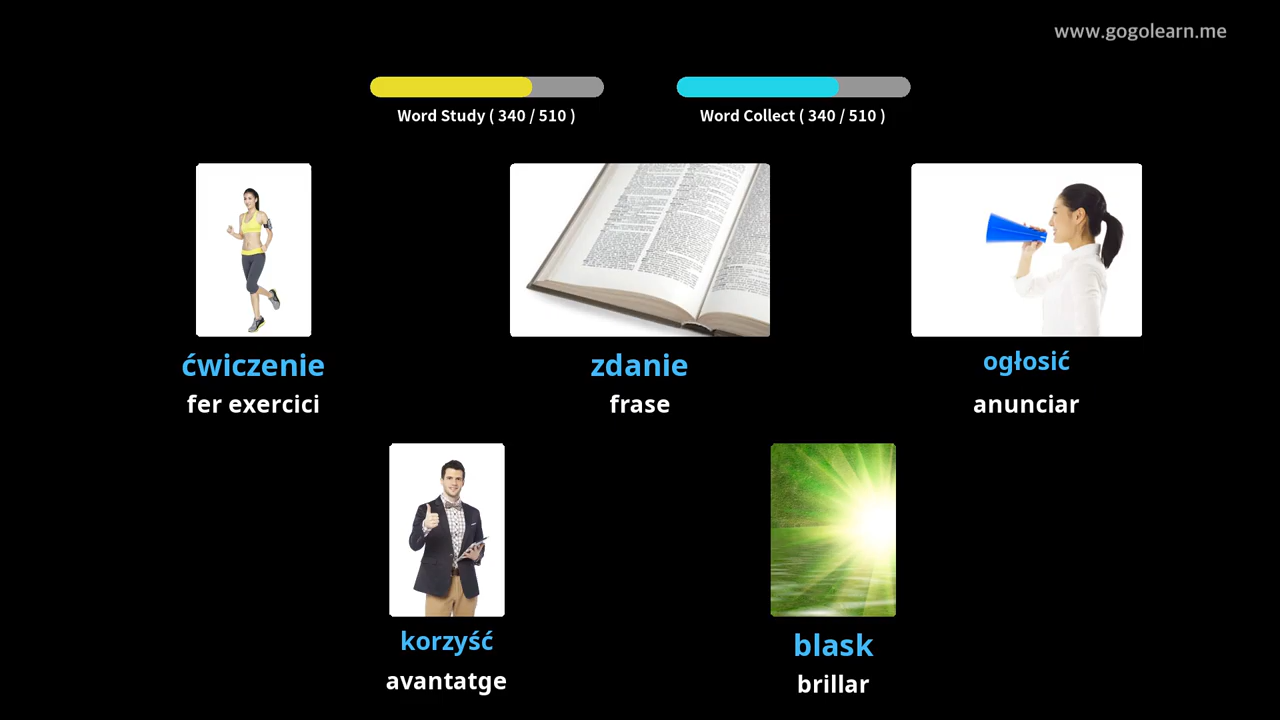 www.gogolearn.me
Word Study ( 340 / 510 )
Word Collect ( 340 / 510 )
ćwiczenie
fer exercici
zdanie
frase
ogłosić
anunciar
korzyść
avantatge
blask
brillar